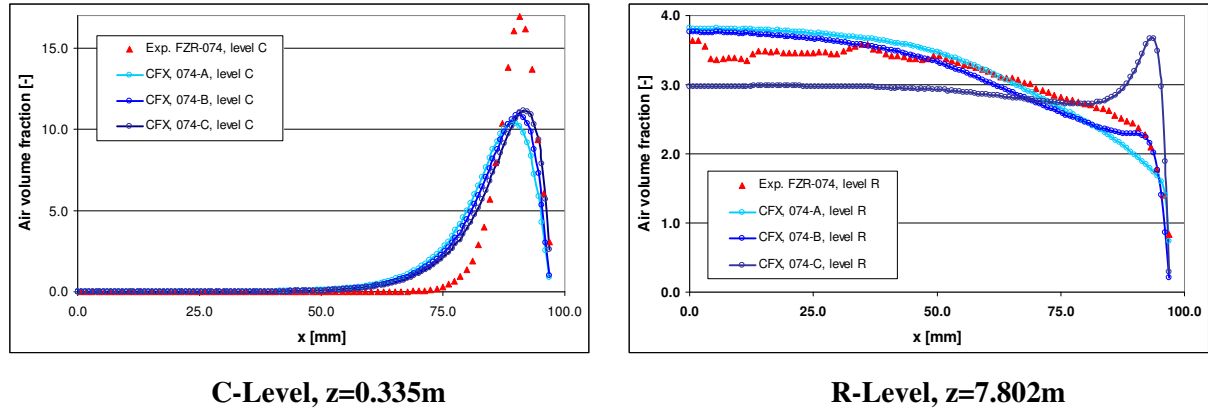 Air volume fraction [-]
15.0
10.0
5.0
0.0
Exp. FZR-074, level C
CFX, 074-A, level C
CFX, 074-B, level C
CFX, 074-C, level C
0.0 25.0 50.0 75.0 100.0
x [mm]
C-Level, z=0.335m
Air volume fraction [-]
4.0
3.0
2.0
1.0
0.0
Exp. FZR-074, level R
CFX, 074-A, level R
CFX, 074-B, level R
CFX, 074-C, level R
0.0 25.0 50.0 75.0 100.0
x [mm]
R-Level, z=7.802m